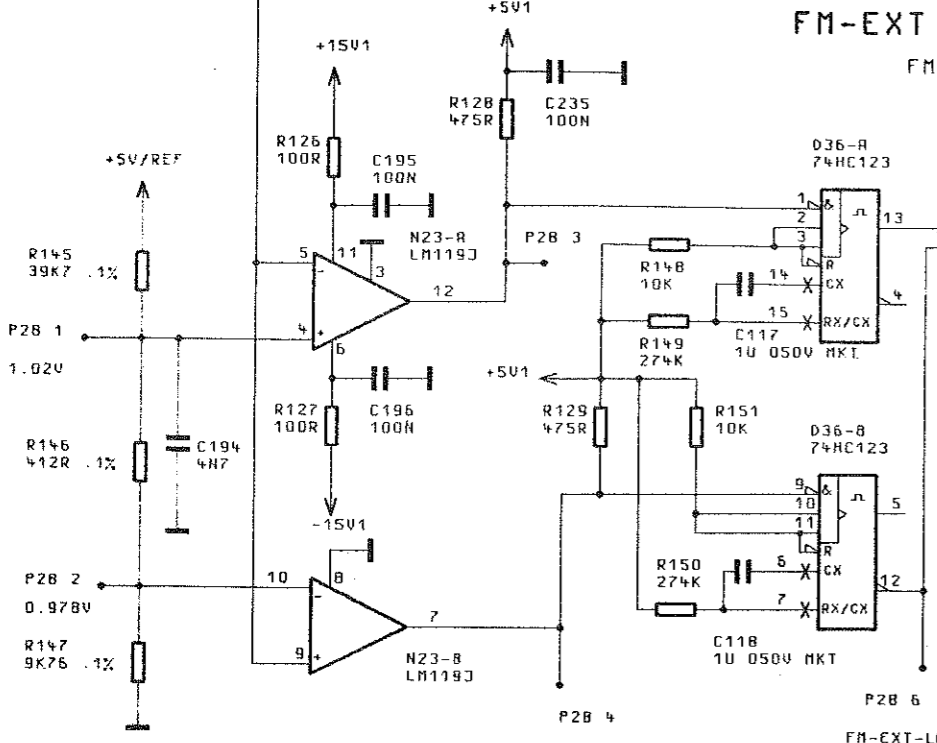 +5V1
FM-EXT
FM
+15V1
R128
475R
C235
100N
R126
100R
C195
100N
D36-A
74HC123
+5V/REF
1
&
2
3
R
13
14
CX
4
15
RX/CX
R145
39K7 .1%
5
-
11
3
N23-A
LM119J
P28 3
R148
10K
12
P28 1
1.02V
4
+
6
R149
274K
C117
1U 050V MKT
+5V1
R127
100R
C196
100N
R129
475R
R151
10K
D36-B
74HC123
R146
412R .1%
C194
4N7
9
&
10
11
R
5
-15V1
P28 2
0.978V
10
-
8
R150
274K
6
CX
12
7
RX/CX
R147
9K76 .1%
9
+
7
N23-B
LM119J
C118
1U 050V MKT
P28 4
P28 6
FM-EXT-L